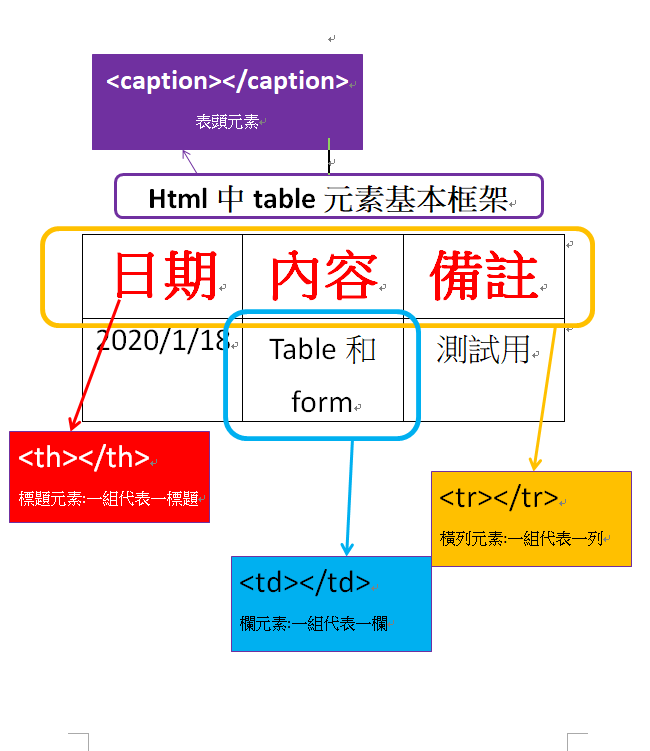 <caption></caption>
表頭元素
Html 中 table 元素基本框架
日期 內容 備註
2020/1/18 Table 和 測試用
form
<th></th>
標題元素:一組代表一標題
<tr></tr>
橫列元素:一組代表一列
<td></td>
欄元素:一組代表一欄